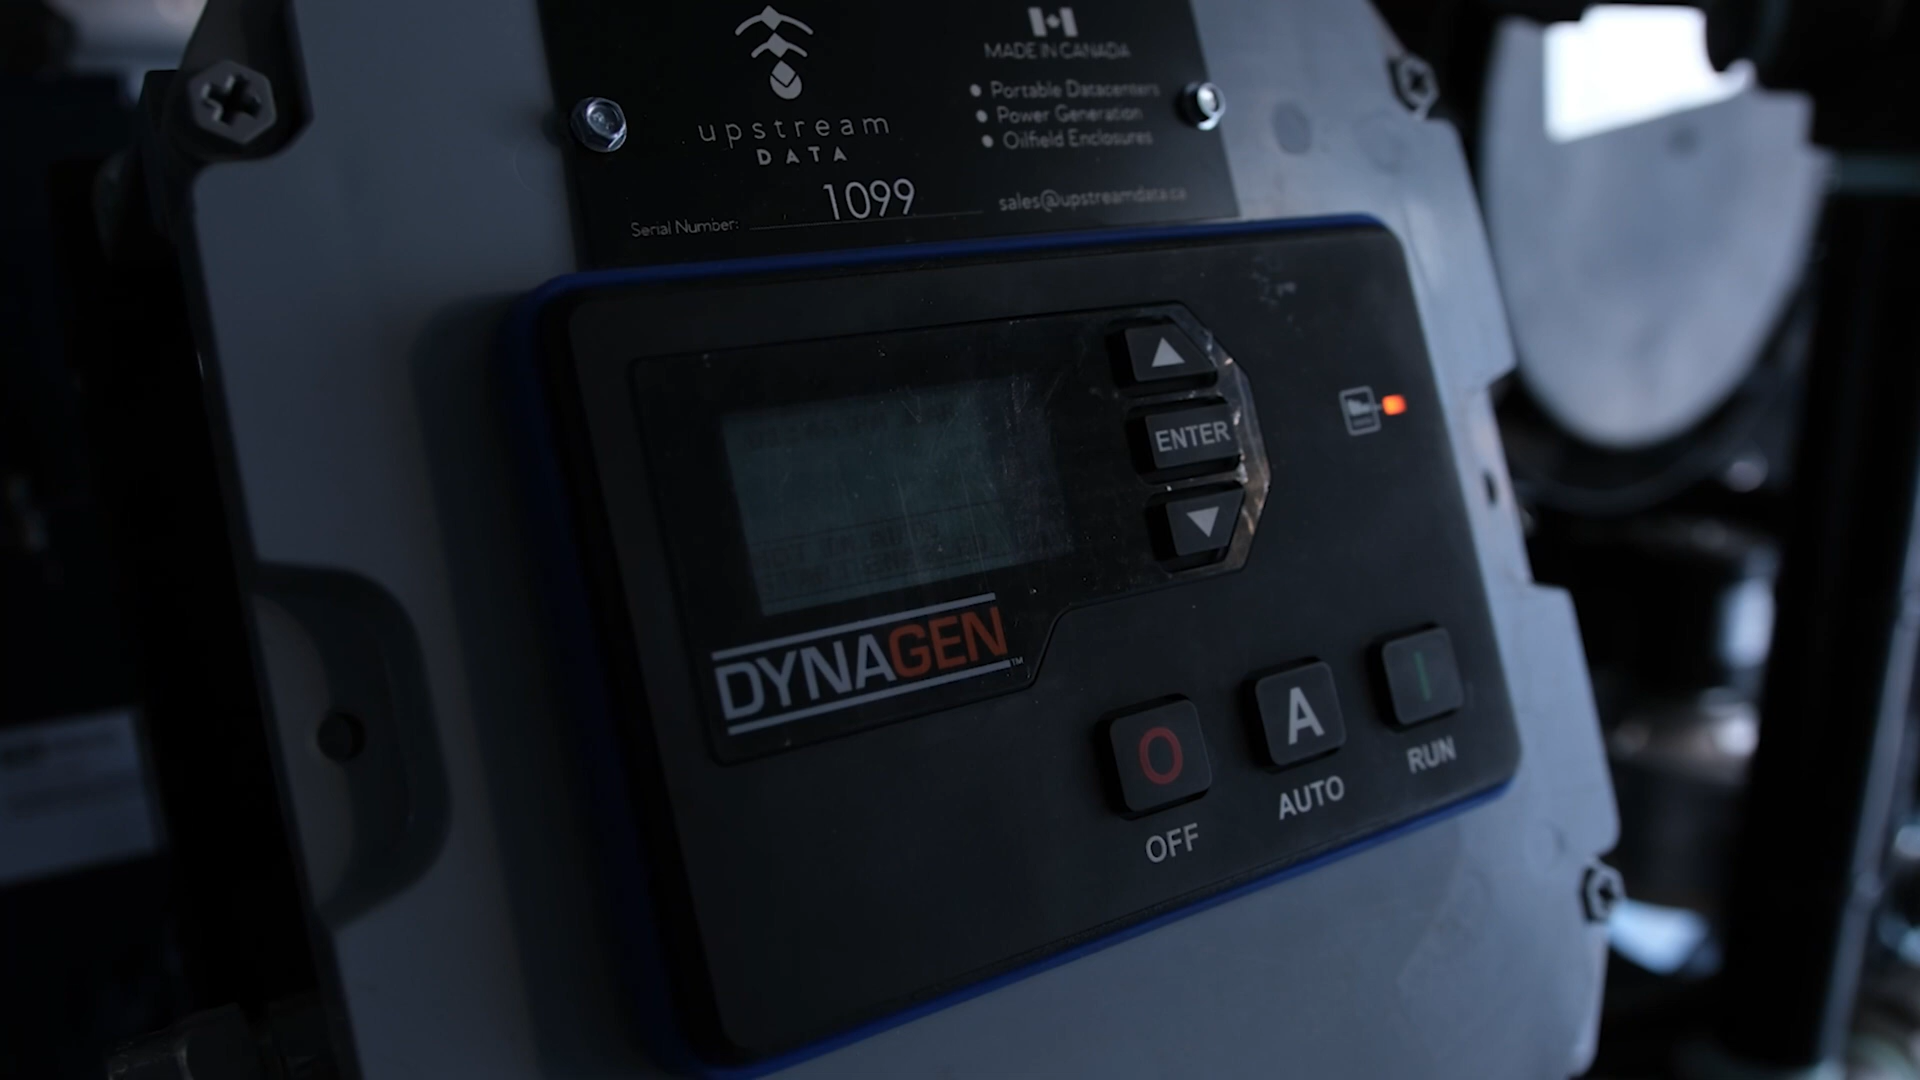 upstream
DATA
MADE IN CANADA
• Portable Datacenters
• Power Generation
• Oilfield Enclosures
Serial Number: 1099
sales@upstreamdata.ca
ENTER
DYNAGEN™
O
A
I
OFF
AUTO
RUN